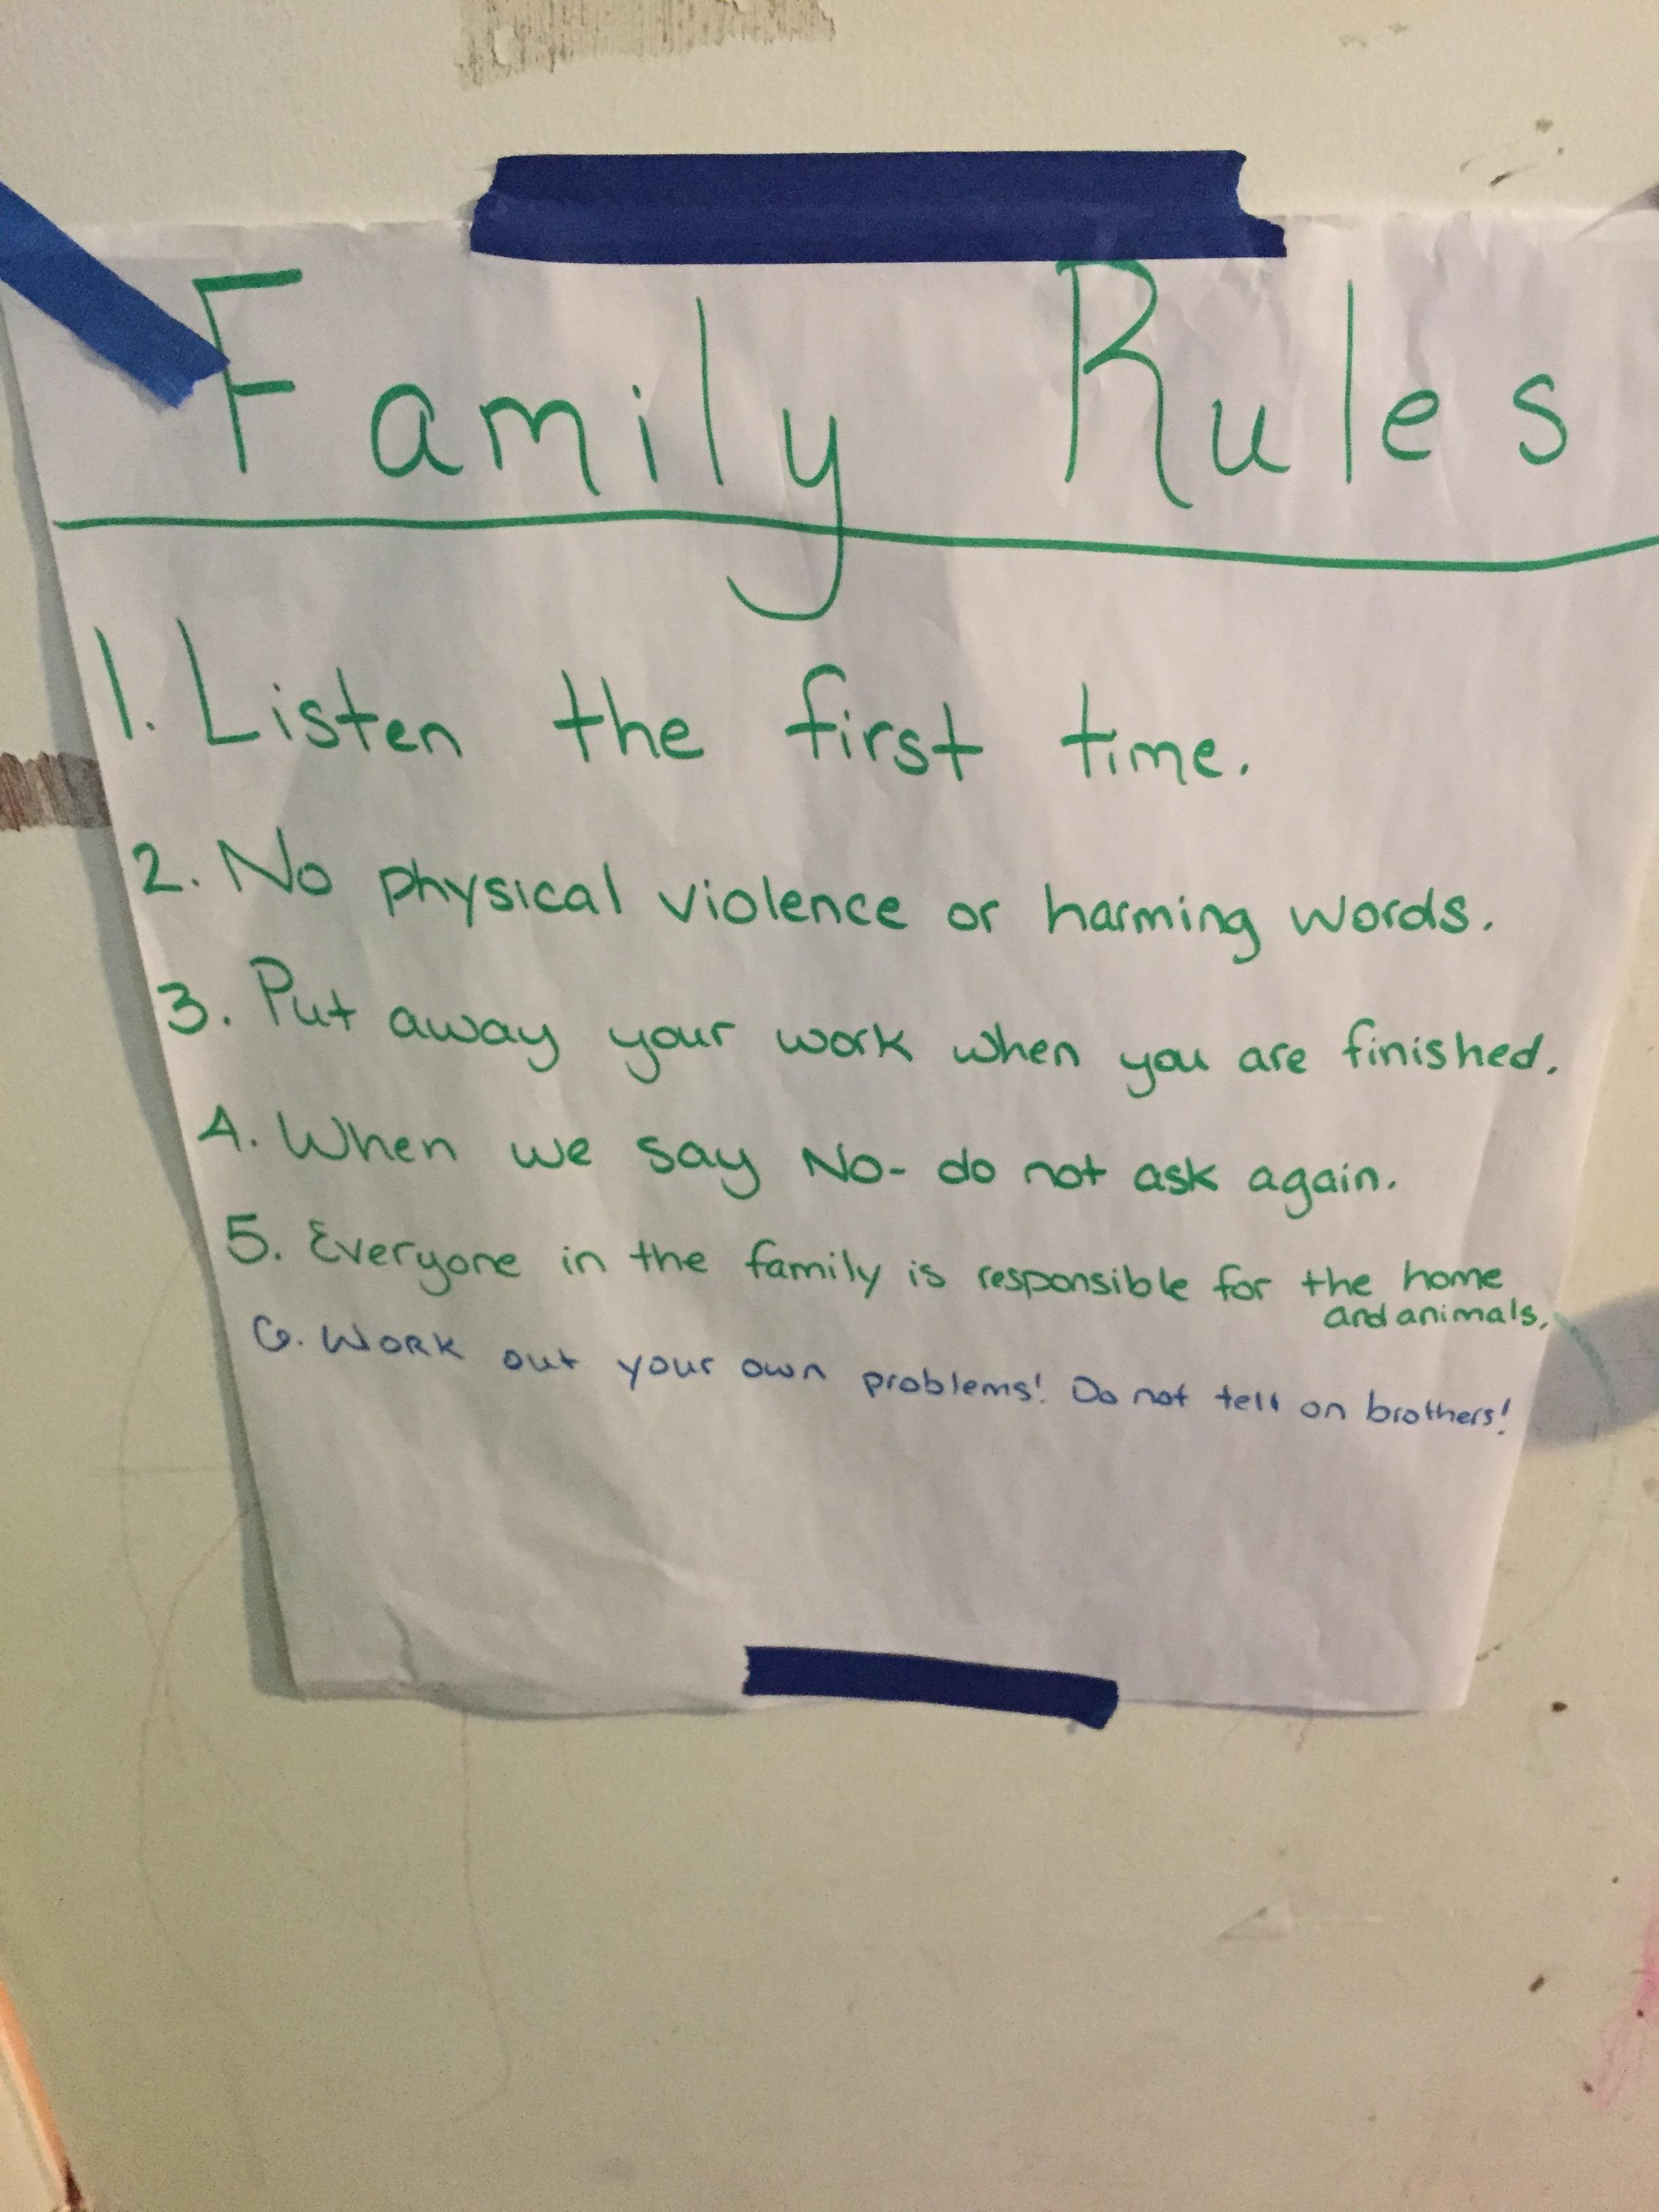 Family Rules
1. Listen the first time.
2. No physical violence or harming words.
3. Put away your work when you are finished.
4. When we say No- do not ask again.
5. Everyone in the family is responsible for the home
and animals.
6. Work out your own problems! Do not tell on brothers!